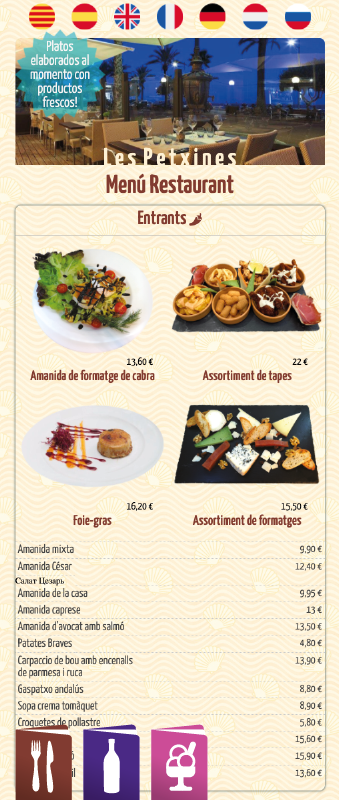 Platos
elaborados al
momento con
productos
frescos!
Les Petxines
Menú Restaurant
Entrants
13,60 €
Amanida de formatge de cabra
22 €
Assortiment de tapes
16,20 €
Foie-gras
15,50 €
Assortiment de formatges
Amanida mixta 9,90 €
Amanida César 12,40 €
Салат Цезарь
Amanida de la casa 9,95 €
Amanida caprese 13 €
Amanida d'avocat amb salmó 13,50 €
Patates Braves 4,80 €
Carpaccio de bou amb encenalls 13,90 €
de parmesa i ruca
Gaspatxo andalús 8,80 €
Sopa crema tomàquet 8,90 €
Croquetes de pollastre 5,80 €
15,60 €
15,90 €
13,60 €